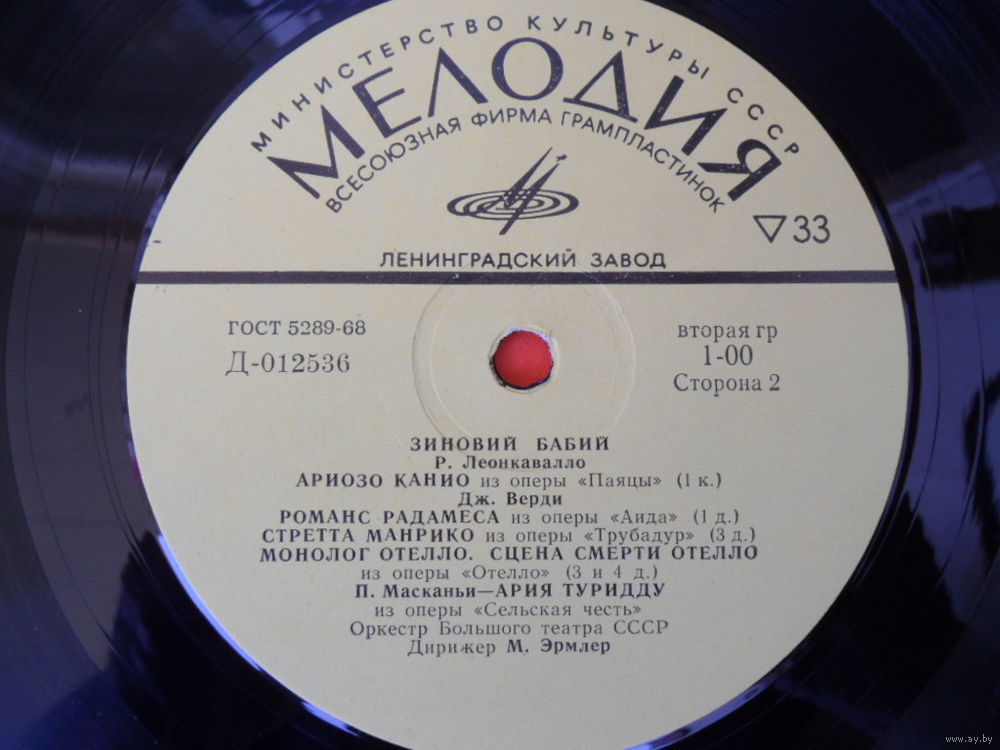 МИНИСТЕРСТВО КУЛЬТУРЫ СССР
МЕЛОДИЯ
ВСЕСОЮЗНАЯ ФИРМА ГРАМПЛАСТИНОК
33
ЛЕНИНГРАДСКИЙ ЗАВОД
ГОСТ 5289-68
Д-012536
вторая гр
1-00
Сторона 2
ЗИНОВИЙ БАБИЙ
Р. Леонкавалло
АРИОЗО КАНИО из оперы «Паяцы» (1 к.)
Дж. Верди
РОМАНС РАДАМЕСА из оперы «Аида» (1 д.)
СТРЕТТА МАНРИКО из оперы «Трубадур» (3 д.)
МОНОЛОГ ОТЕЛЛО. СЦЕНА СМЕРТИ ОТЕЛЛО
из оперы «Отелло» (3 и 4 д.)
П. Масканьи—АРИЯ ТУРИДДУ
из оперы «Сельская честь»
Оркестр Большого театра СССР
Дирижер М. Эрмлер
www.ay.by